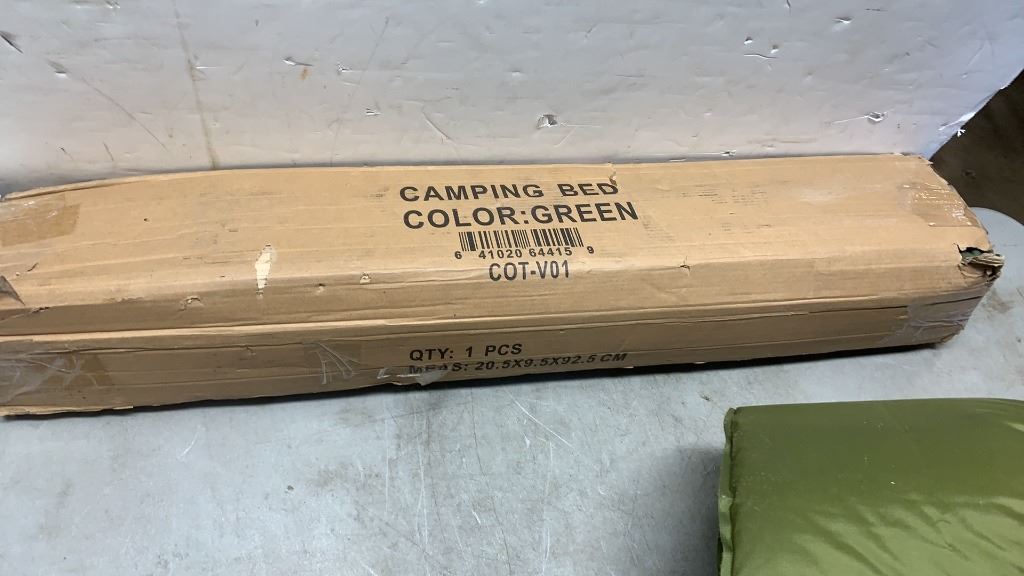 CAMPING BED
COLOR:GREEN
6 41020 64415 9
COT-V01
QTY: 1 PCS
MEAS: 20.5X9.5X92.5 CM